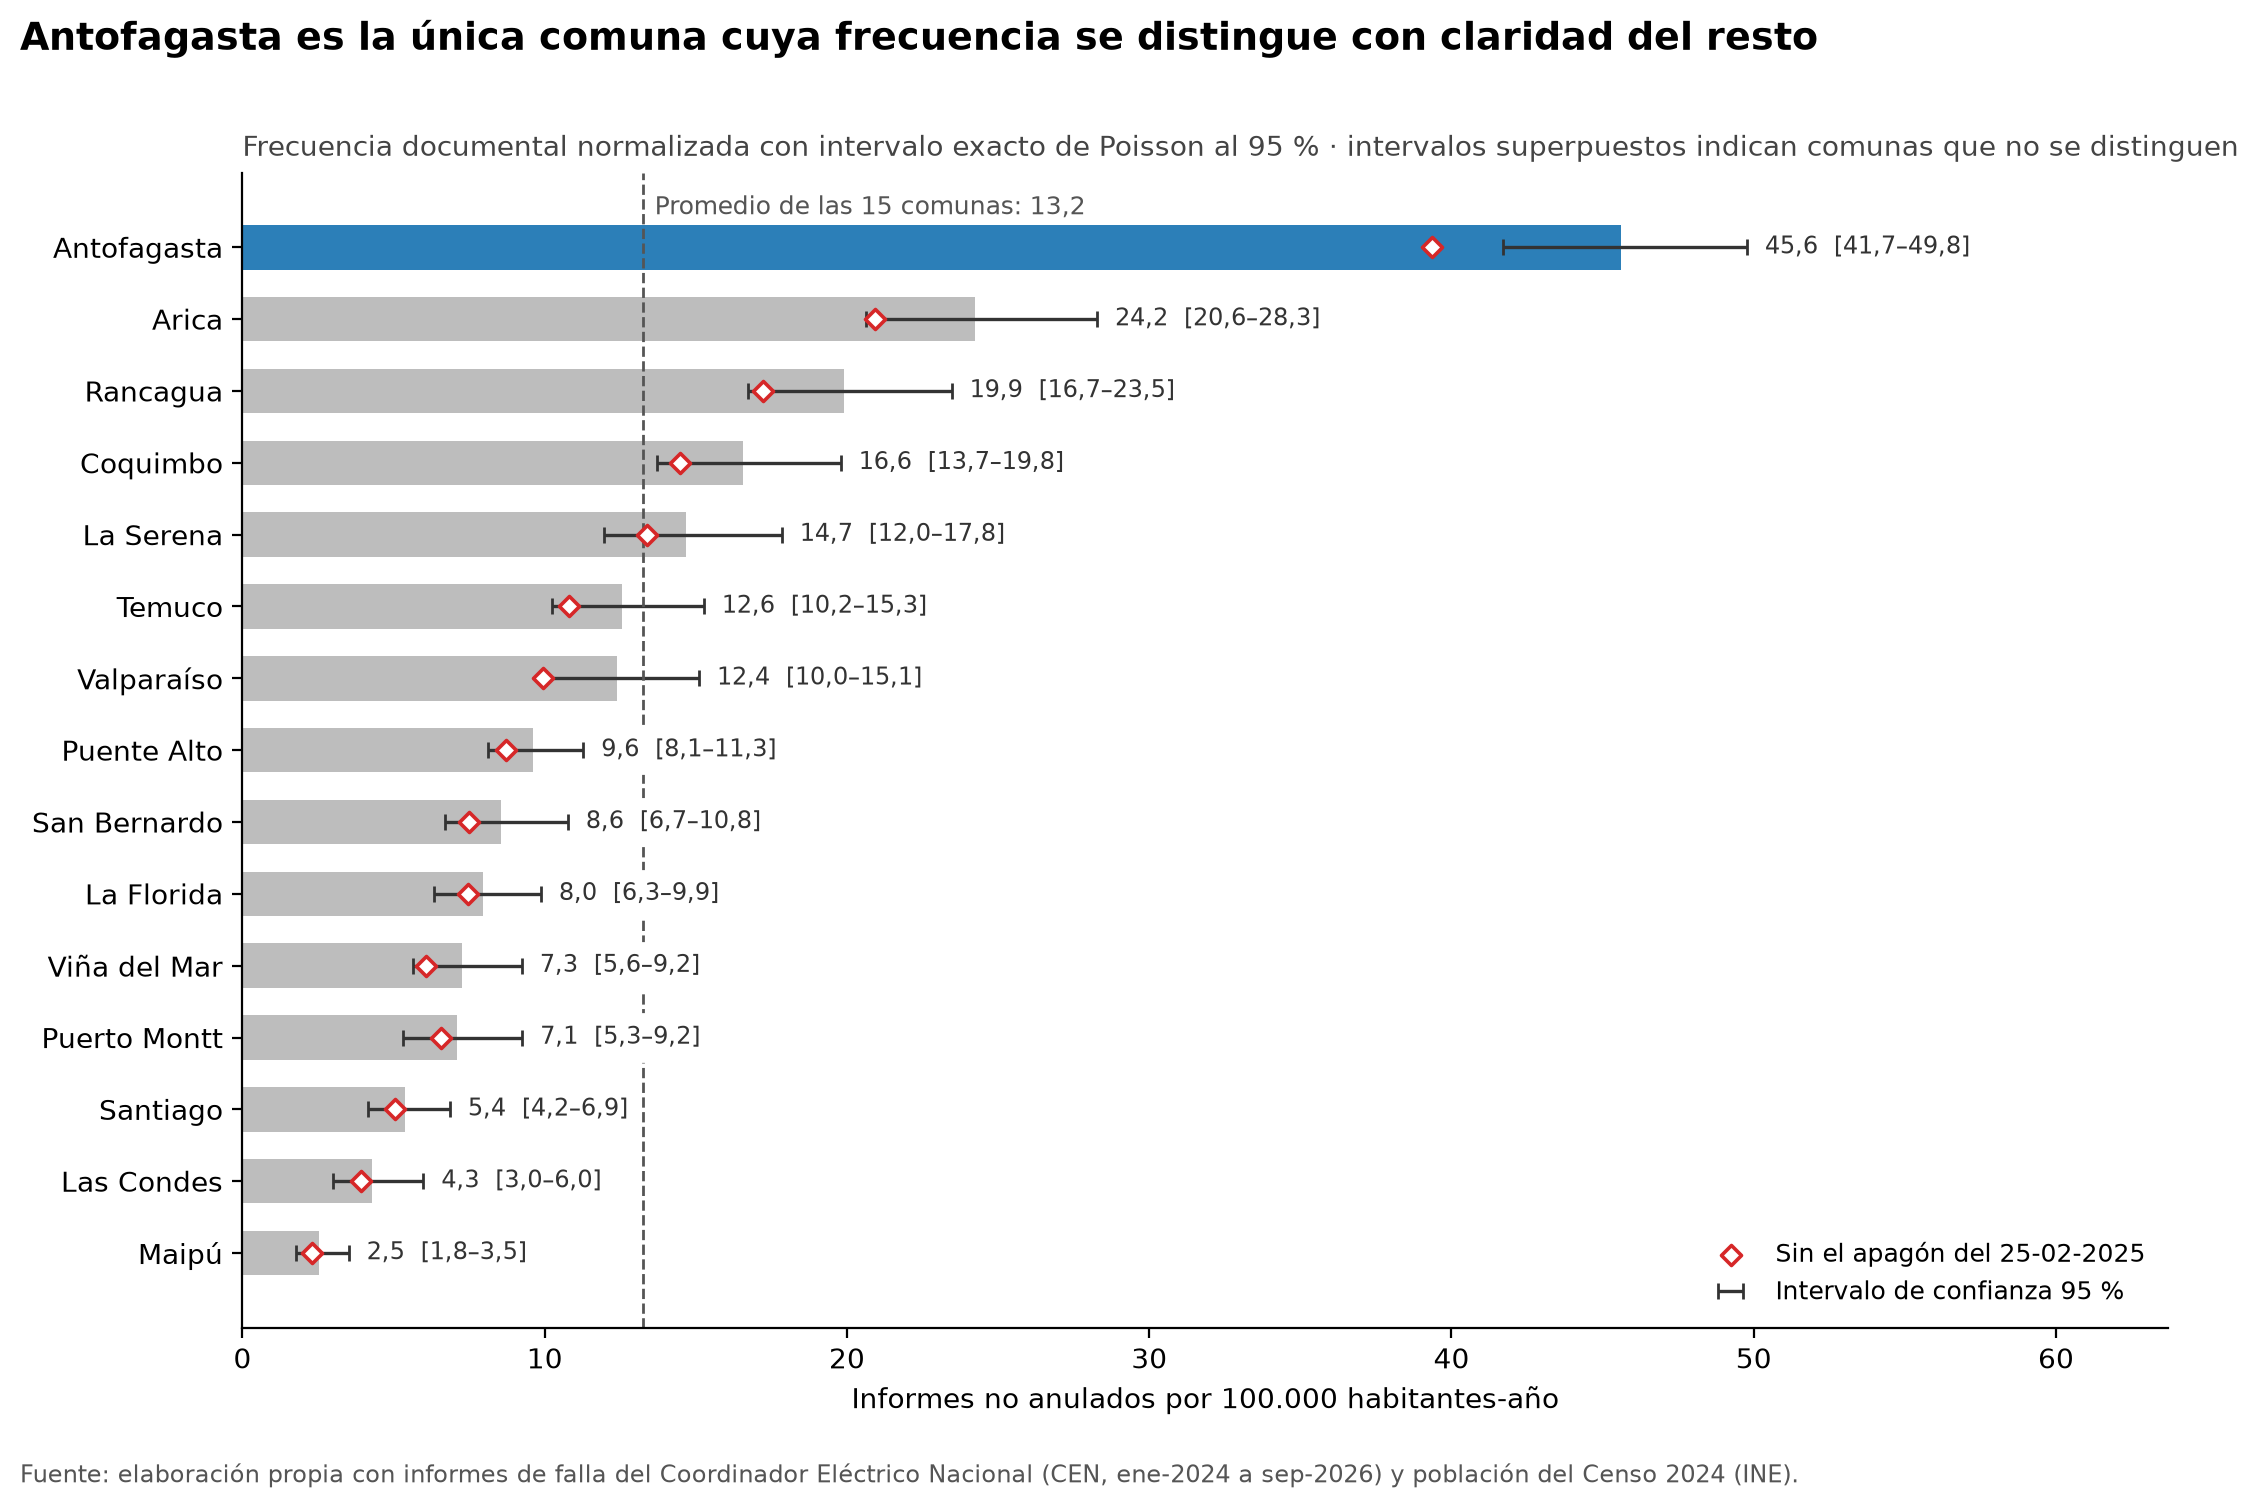 Antofagasta es la única comuna cuya frecuencia se distingue con claridad del resto
Frecuencia documental normalizada con intervalo exacto de Poisson al 95 % · intervalos superpuestos indican comunas que no se distinguen
Promedio de las 15 comunas: 13,2
Antofagasta 45,6 [41,7–49,8]
Arica 24,2 [20,6–28,3]
Rancagua 19,9 [16,7–23,5]
Coquimbo 16,6 [13,7–19,8]
La Serena 14,7 [12,0–17,8]
Temuco 12,6 [10,2–15,3]
Valparaíso 12,4 [10,0–15,1]
Puente Alto 9,6 [8,1–11,3]
San Bernardo 8,6 [6,7–10,8]
La Florida 8,0 [6,3–9,9]
Viña del Mar 7,3 [5,6–9,2]
Puerto Montt 7,1 [5,3–9,2]
Santiago 5,4 [4,2–6,9]
Las Condes 4,3 [3,0–6,0]
Maipú 2,5 [1,8–3,5]
Sin el apagón del 25-02-2025
Intervalo de confianza 95 %
0 10 20 30 40 50 60
Informes no anulados por 100.000 habitantes-año
Fuente: elaboración propia con informes de falla del Coordinador Eléctrico Nacional (CEN, ene-2024 a sep-2026) y población del Censo 2024 (INE).